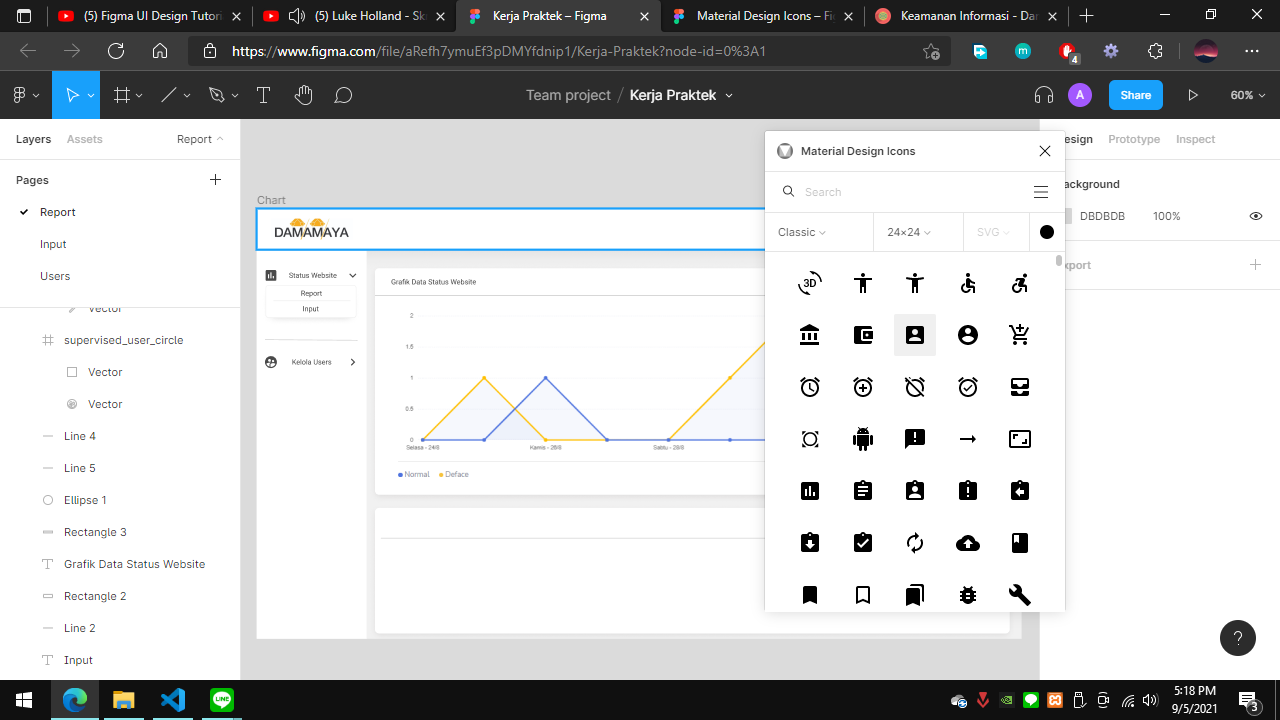 (5) Figma UI Design Tutori
(5) Luke Holland - Sk
Kerja Praktek – Figma
Material Design Icons – Fi
Keamanan Informasi - Da
https://www.figma.com/file/aRefh7ymuEf3pDMYfdnip1/Kerja-Praktek?node-id=0%3A1
m
4
Team project / Kerja Praktek
A
Share
60%
Layers
Assets
Report
Pages
Report
Input
Users
Vector
supervised_user_circle
Vector
Vector
Line 4
Line 5
Ellipse 1
Rectangle 3
Grafik Data Status Website
Rectangle 2
Line 2
Input
Chart
DAMAMAYA
Status Website
Report
Input
Kelola Users
Grafik Data Status Website
2
1.5
1
0.5
0
Selasa - 24/8
Kamis - 26/8
Sabtu - 28/8
Normal
Deface
Material Design Icons
Search
Classic
24×24
SVG
3D
esign
Prototype
Inspect
ackground
DBDBDB
100%
xport
?
LINE
5:18 PM
9/5/2021
3